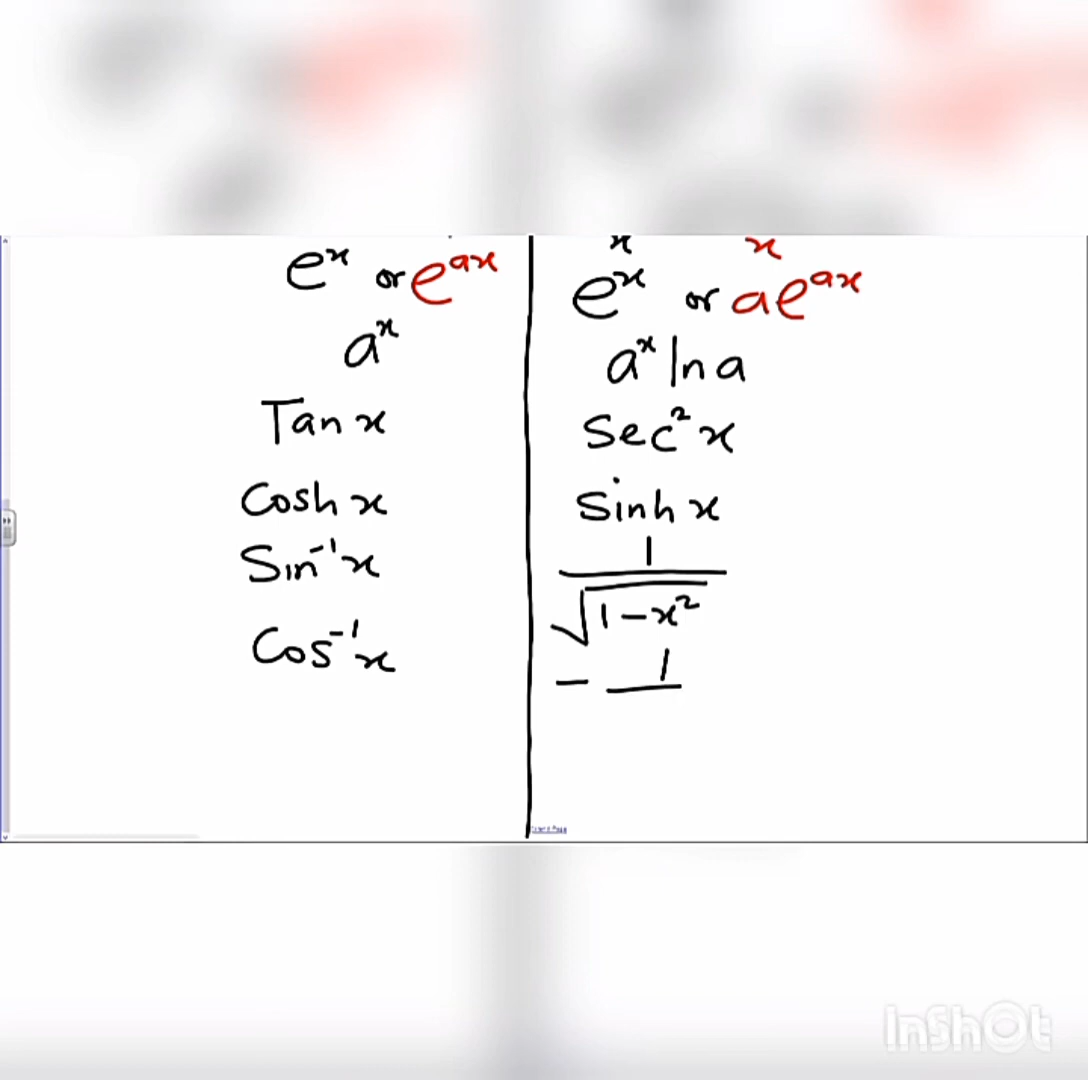 x x
eˣ or eᵃˣ eˣ or aeᵃˣ
aˣ aˣ ln a
Tan x Sec² x
Cosh x Sinh x
Sin⁻¹x 1
√1-x²
Cos⁻¹x - 1
InShOt